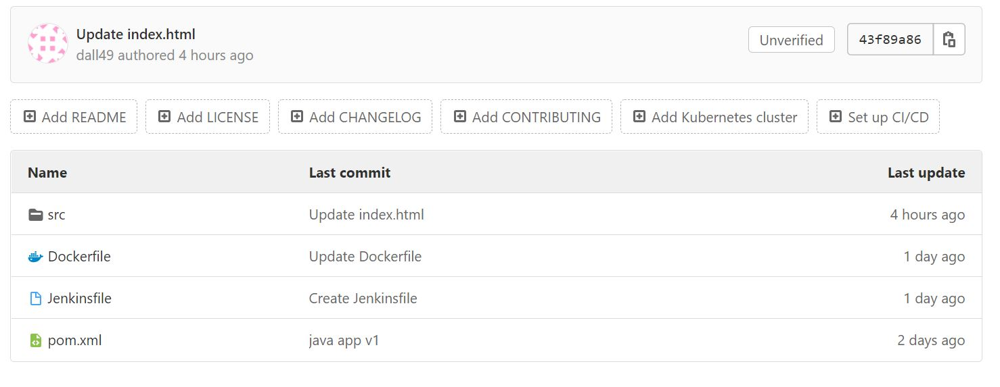 Update index.html
dall49 authored 4 hours ago
Unverified
43f89a86
Add README
Add LICENSE
Add CHANGELOG
Add CONTRIBUTING
Add Kubernetes cluster
Set up CI/CD
Name Last commit Last update
src Update index.html 4 hours ago
Dockerfile Update Dockerfile 1 day ago
Jenkinsfile Create Jenkinsfile 1 day ago
pom.xml java app v1 2 days ago